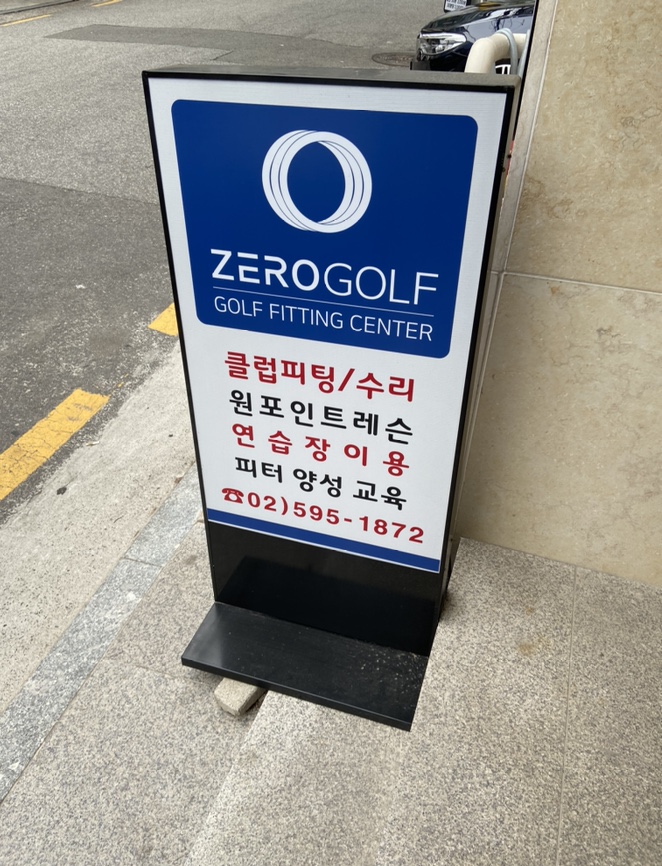 ZEROGOLF
GOLF FITTING CENTER
클럽피팅/수리
원포인트레슨
연습장이용
피터 양성 교육
☎02)595-1872